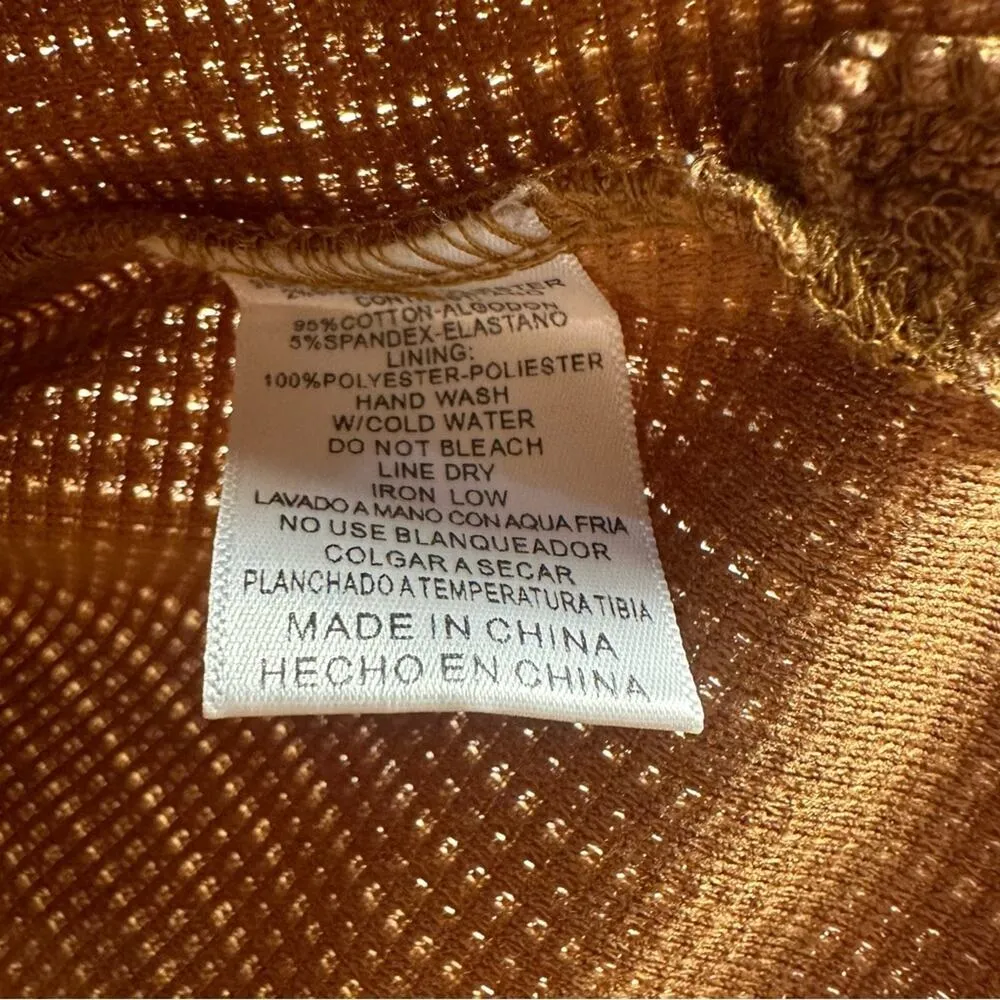 95%COTTON-ALGODON
5%SPANDEX-ELASTANO
LINING:
100%POLYESTER-POLIESTER
HAND WASH
W/COLD WATER
DO NOT BLEACH
LINE DRY
IRON LOW
LAVADO A MANO CON AQUA FRIA
NO USE BLANQUEADOR
COLGAR A SECAR
PLANCHADO A TEMPERATURA TIBIA
MADE IN CHINA
HECHO EN CHINA